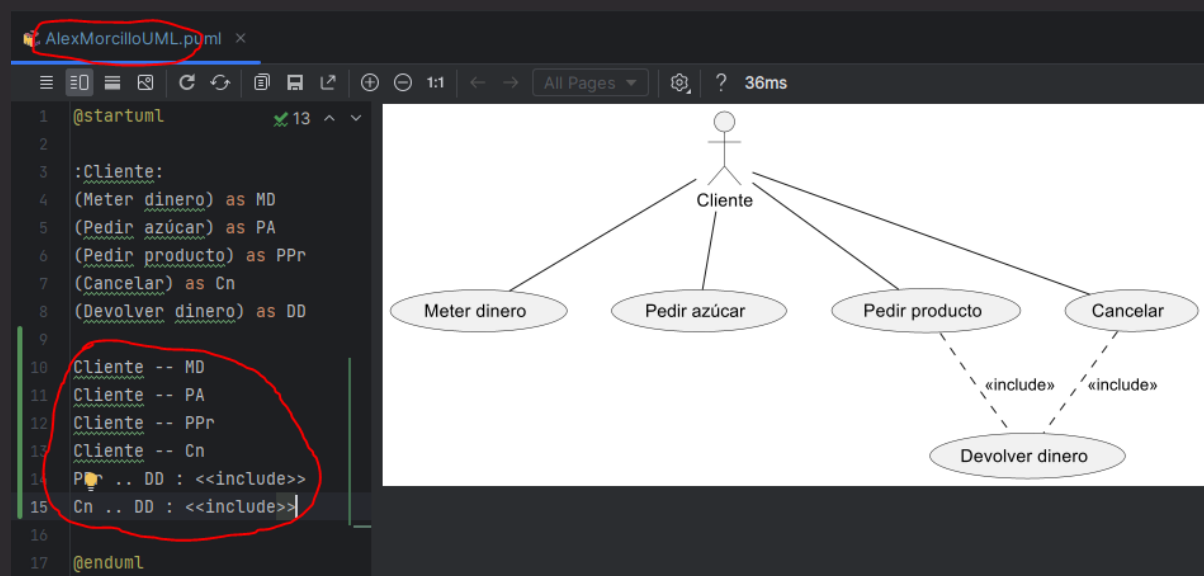 AlexMorcilloUML.puml ×
1:1 All Pages ? 36ms
1 @startuml 13
2
3 :Cliente:
4 (Meter dinero) as MD
5 (Pedir azúcar) as PA
6 (Pedir producto) as PPr
7 (Cancelar) as Cn
8 (Devolver dinero) as DD
9
10 Cliente -- MD
11 Cliente -- PA
12 Cliente -- PPr
13 Cliente -- Cn
14 PPr .. DD : <<include>>
15 Cn .. DD : <<include>>
16
17 @enduml
Cliente
Meter dinero
Pedir azúcar
Pedir producto
Cancelar
«include»
«include»
Devolver dinero